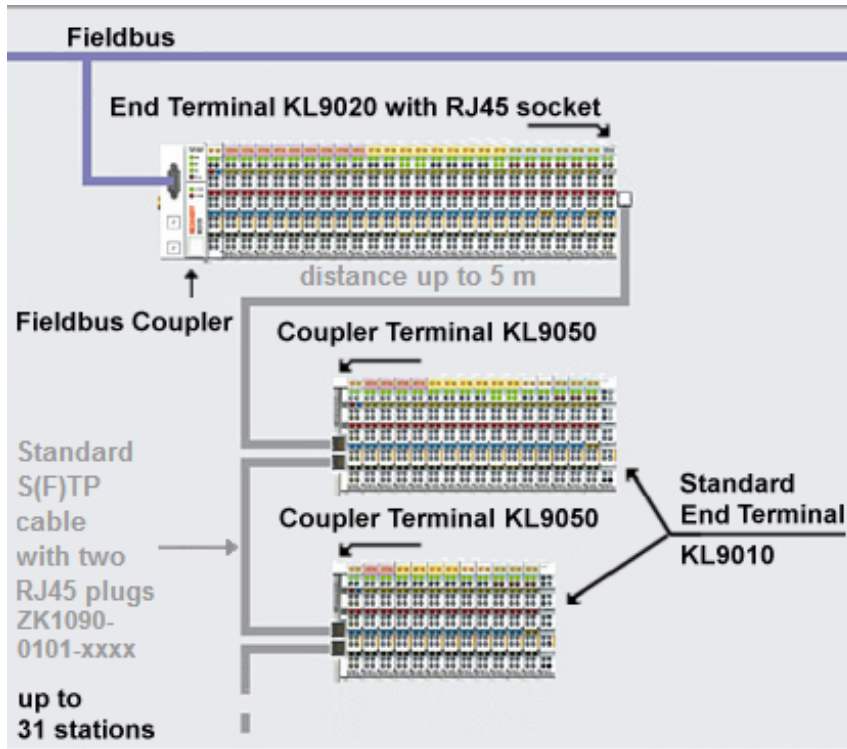 Fieldbus
End Terminal KL9020 with RJ45 socket
distance up to 5 m
Fieldbus Coupler
Coupler Terminal KL9050
Standard
S(F)TP
cable
with two
RJ45 plugs
ZK1090-
0101-xxxx
Coupler Terminal KL9050
Standard
End Terminal
KL9010
up to
31 stations